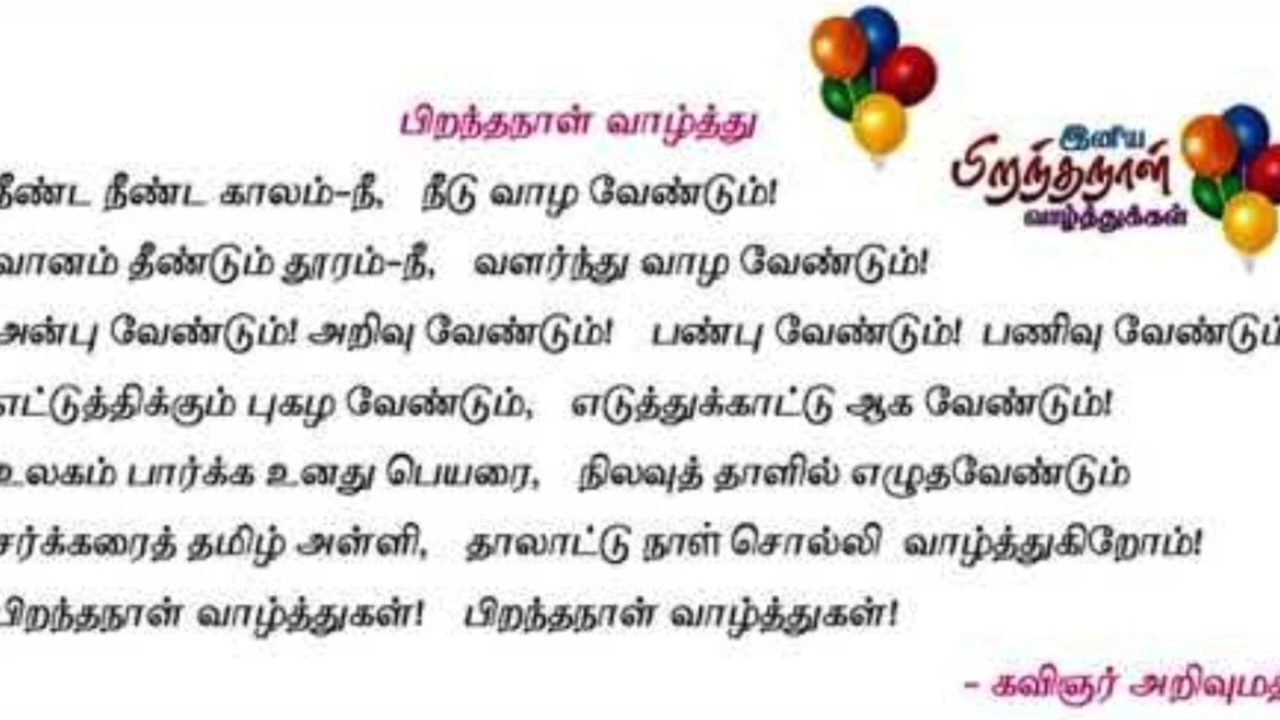 பிறந்தநாள் வாழ்த்து
இனிய
பிறந்தநாள்
வாழ்த்துக்கள்
நீண்ட நீண்ட காலம்-நீ, நீடு வாழ வேண்டும்!
வானம் தீண்டும் தூரம்-நீ, வளர்ந்து வாழ வேண்டும்!
அன்பு வேண்டும்! அறிவு வேண்டும்! பண்பு வேண்டும்! பணிவு வேண்டும்
எட்டுத்திக்கும் புகழ வேண்டும், எடுத்துக்காட்டு ஆக வேண்டும்!
உலகம் பார்க்க உனது பெயரை, நிலவுத் தாளில் எழுதவேண்டும்
சர்க்கரைத் தமிழ் அள்ளி, தாலாட்டு நாள் சொல்லி வாழ்த்துகிறோம்!
பிறந்தநாள் வாழ்த்துகள்! பிறந்தநாள் வாழ்த்துகள்!
- கவிஞர்